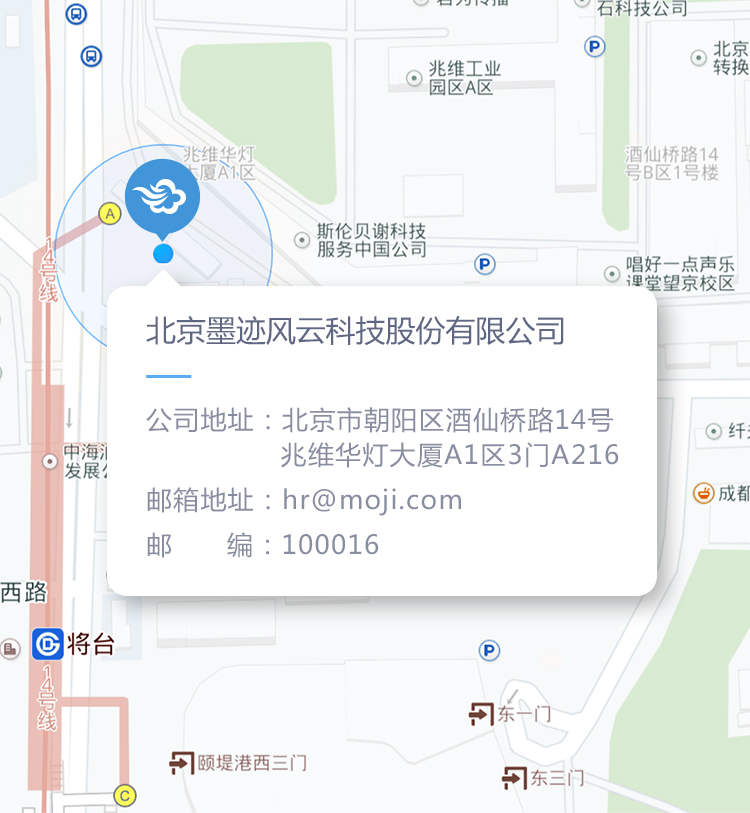 君为传播
石科技公司
P
兆维工业
园区A区
北京
转换
兆维华灯
大厦A1区
酒仙桥路14
号B区1号楼
A
斯伦贝谢科技
服务中国公司
14号线
P
唱好一点声乐
课堂望京校区
北京墨迹风云科技股份有限公司
公司地址：北京市朝阳区酒仙桥路14号
兆维华灯大厦A1区3门A216
邮箱地址：hr@moji.com
邮　　编：100016
中海油
发展公
成都
西路
将台
P
14号线
东一门
颐堤港西三门
东三门
C